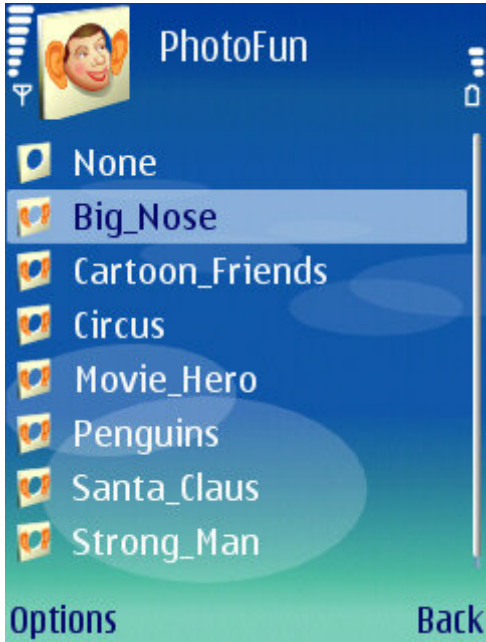 PhotoFun
None
Big_Nose
Cartoon_Friends
Circus
Movie_Hero
Penguins
Santa_Claus
Strong_Man
Options Back